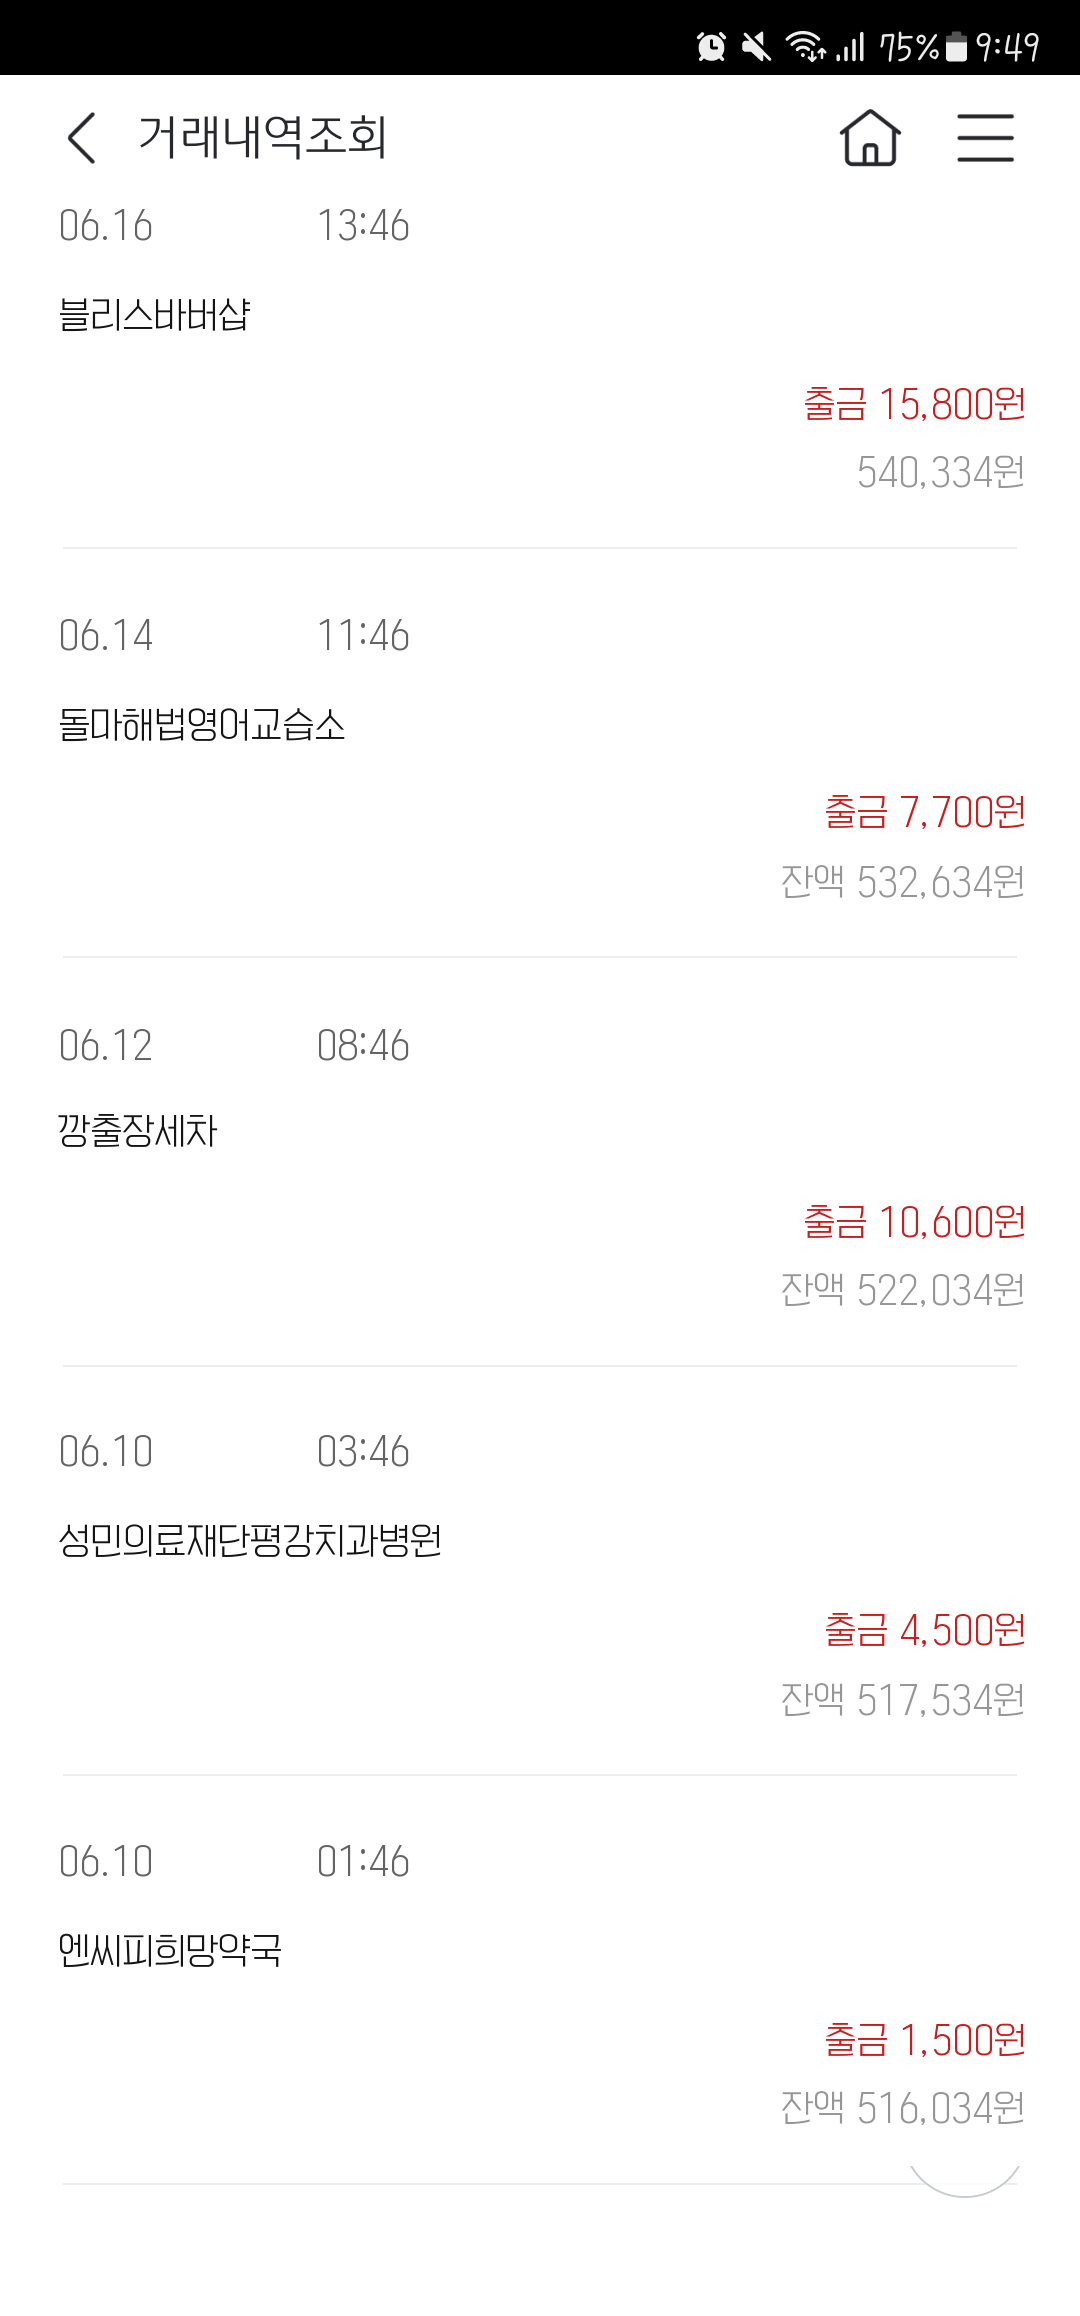 75% 9:49
거래내역조회
06.16 13:46
블리스바버샵
출금 15,800원
540,334원
06.14 11:46
돌마해법영어교습소
출금 7,700원
잔액 532,634원
06.12 08:46
깡출장세차
출금 10,600원
잔액 522,034원
06.10 03:46
성민의료재단평강치과병원
출금 4,500원
잔액 517,534원
06.10 01:46
엔씨피희망약국
출금 1,500원
잔액 516,034원